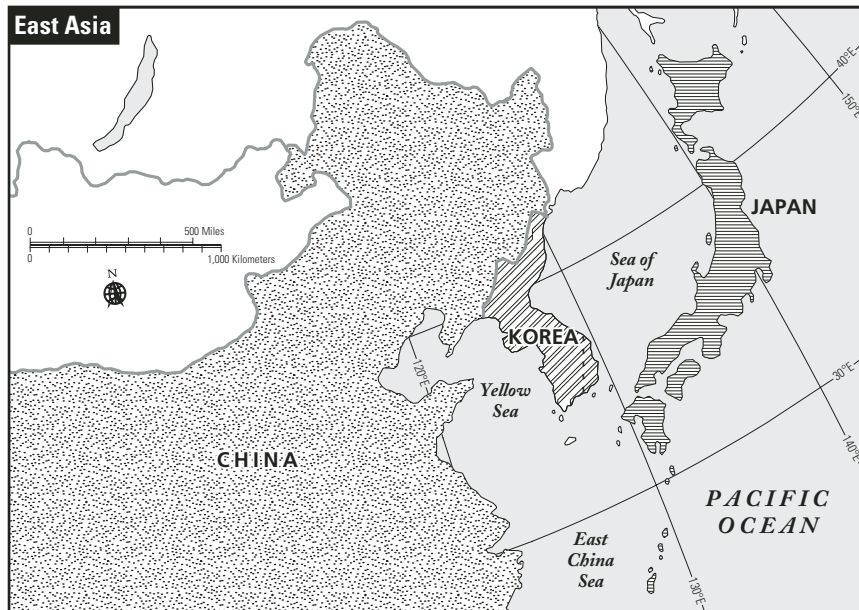 East Asia
40°E
150°E
0 500 Miles
0 1,000 Kilometers
N
JAPAN
Sea of
Japan
KOREA
120°E
Yellow
Sea
30°E
140°E
CHINA
PACIFIC
OCEAN
East
China
Sea
130°E